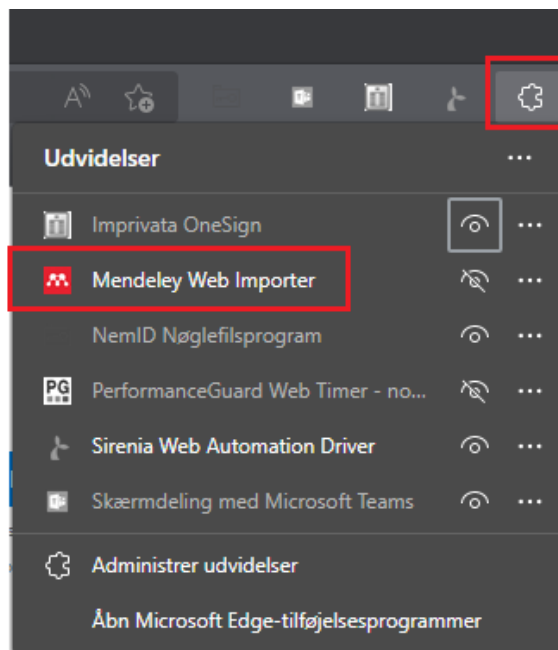 Udvidelser
Imprivata OneSign
Mendeley Web Importer
NemID Nøglefilsprogram
PG PerformanceGuard Web Timer - no...
Sirenia Web Automation Driver
Skærmdeling med Microsoft Teams
Administrer udvidelser
Åbn Microsoft Edge-tilføjelsesprogrammer